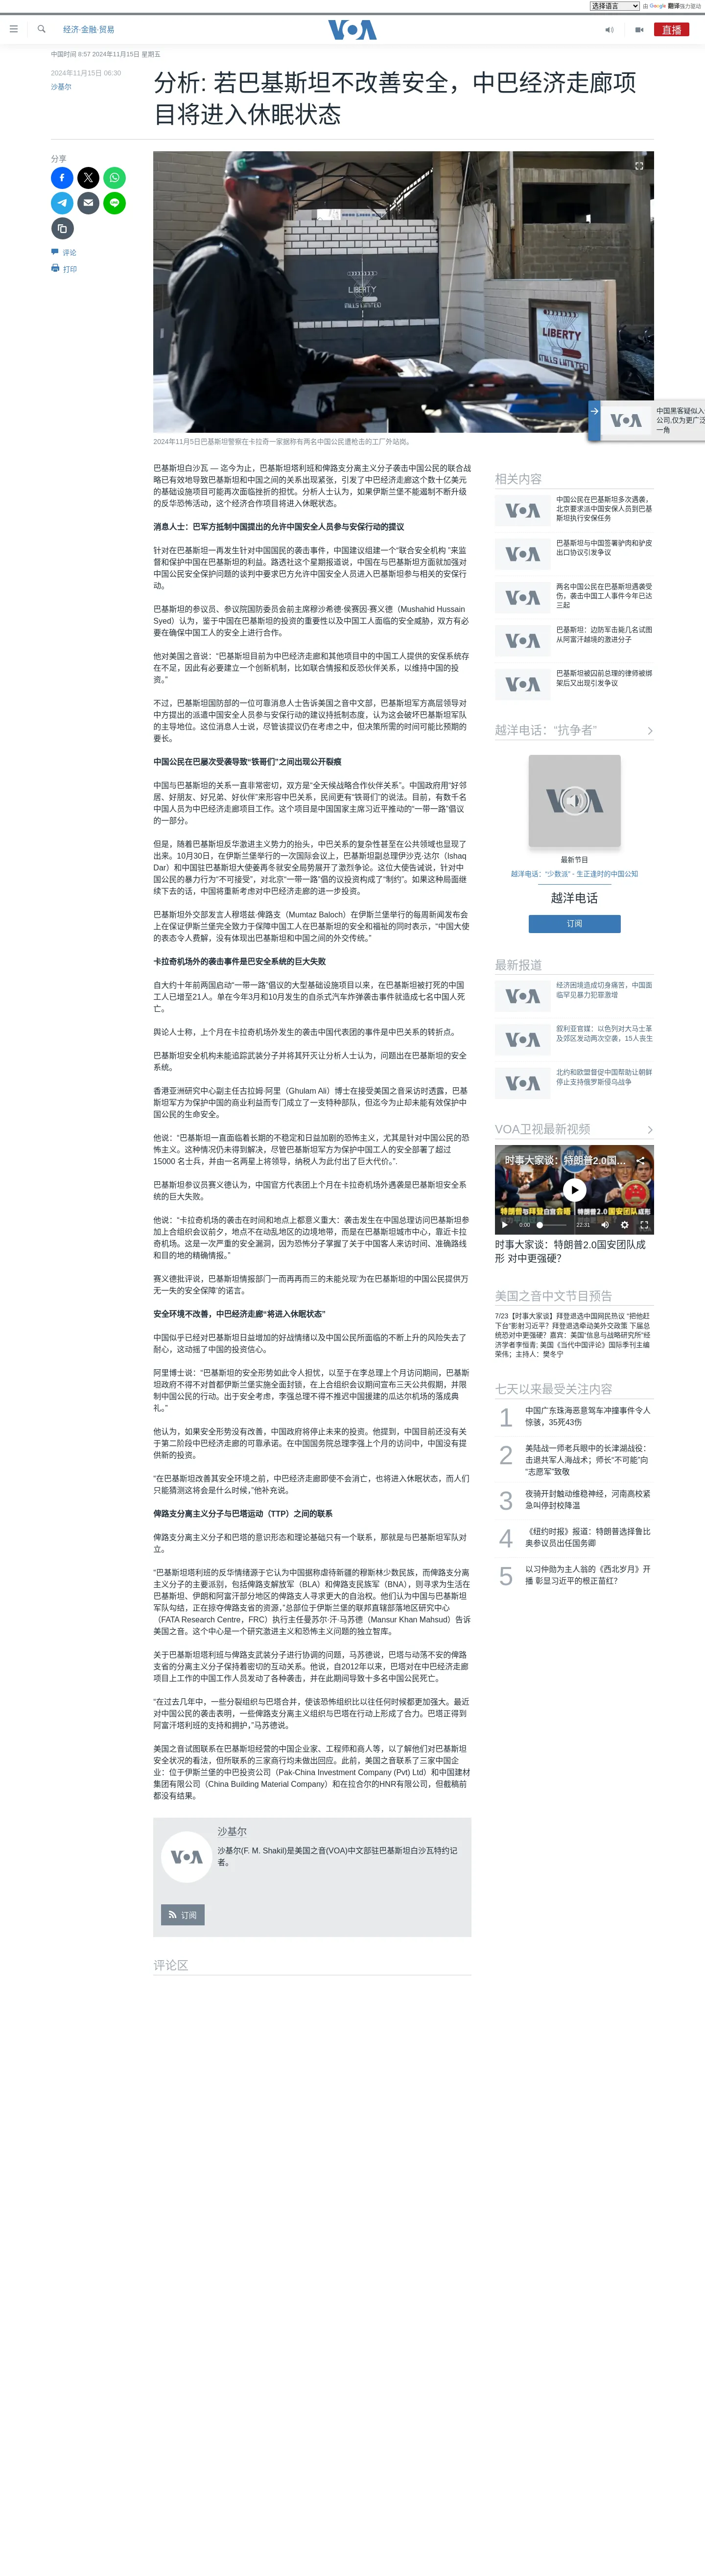 选择语言
由 Google 翻译强力驱动
经济·金融·贸易
VOA
直播
中国时间 8:57 2024年11月15日 星期五
2024年11月15日 06:30
沙基尔
分析: 若巴基斯坦不改善安全，中巴经济走廊项
目将进入休眠状态
分享
评论
打印
LIBERTY
LIBERTY
MILLS LIMITED
2024年11月5日巴基斯坦警察在卡拉奇一家据称有两名中国公民遭枪击的工厂外站岗。
中国黑客疑似入
公司,仅为更广泛
一角
巴基斯坦白沙瓦 — 迄今为止，巴基斯坦塔利班和俾路支分离主义分子袭击中国公民的联合战
略已有效地导致巴基斯坦和中国之间的关系出现紧张，引发了中巴经济走廊这个数十亿美元
的基础设施项目可能再次面临挫折的担忧。分析人士认为，如果伊斯兰堡不能遏制不断升级
的反华恐怖活动，这个经济合作项目将进入休眠状态。
消息人士：巴军方抵制中国提出的允许中国安全人员参与安保行动的提议
针对在巴基斯坦一再发生针对中国国民的袭击事件，中国建议组建一个“联合安全机构 ”来监
督和保护中国在巴基斯坦的利益。路透社这个星期报道说，中国在与巴基斯坦方面就加强对
中国公民安全保护问题的谈判中要求巴方允许中国安全人员进入巴基斯坦参与相关的安保行
动。
巴基斯坦的参议员、参议院国防委员会前主席穆沙希德·侯赛因·赛义德（Mushahid Hussain
Syed）认为，鉴于中国在巴基斯坦的投资的重要性以及中国工人面临的安全威胁，双方有必
要在确保中国工人的安全上进行合作。
他对美国之音说：“巴基斯坦目前为中巴经济走廊和其他项目中的中国工人提供的安保系统存
在不足，因此有必要建立一个创新机制，比如联合情报和反恐伙伴关系，以维持中国的投
资。”
不过，巴基斯坦国防部的一位可靠消息人士告诉美国之音中文部，巴基斯坦军方高层领导对
中方提出的派遣中国安全人员参与安保行动的建议持抵制态度，认为这会破坏巴基斯坦军队
的主导地位。这位消息人士说，尽管该提议仍在考虑之中，但决策所需的时间可能比预期的
要长。
中国公民在巴屡次受袭导致“铁哥们”之间出现公开裂痕
中国与巴基斯坦的关系一直非常密切，双方是“全天候战略合作伙伴关系”。中国政府用“好邻
居、好朋友、好兄弟、好伙伴”来形容中巴关系，民间更有“铁哥们”的说法。目前，有数千名
中国人员为中巴经济走廊项目工作。这个项目是中国国家主席习近平推动的“一带一路”倡议
的一部分。
但是，随着巴基斯坦反华激进主义势力的抬头，中巴关系的复杂性甚至在公共领域也显现了
出来。10月30日，在伊斯兰堡举行的一次国际会议上，巴基斯坦副总理伊沙克·达尔（Ishaq
Dar）和中国驻巴基斯坦大使姜再冬就安全局势展开了激烈争论。这位大使告诫说，针对中
国公民的暴力行为“不可接受”，对北京“一带一路”倡的议投资构成了“制约”。如果这种局面继
续下去的话，中国将重新考虑对中巴经济走廊的进一步投资。
巴基斯坦外交部发言人穆塔兹·俾路支（Mumtaz Baloch）在伊斯兰堡举行的每周新闻发布会
上在保证伊斯兰堡完全致力于保障中国工人在巴基斯坦的安全和福祉的同时表示，“中国大使
的表态令人费解，没有体现出巴基斯坦和中国之间的外交传统。”
卡拉奇机场外的袭击事件是巴安全系统的巨大失败
自大约十年前两国启动“一带一路”倡议的大型基础设施项目以来，在巴基斯坦被打死的中国
工人已增至21人。单在今年3月和10月发生的自杀式汽车炸弹袭击事件就造成七名中国人死
亡。
舆论人士称，上个月在卡拉奇机场外发生的袭击中国代表团的事件是中巴关系的转折点。
巴基斯坦安全机构未能追踪武装分子并将其歼灭让分析人士认为，问题出在巴基斯坦的安全
系统。
香港亚洲研究中心副主任古拉姆·阿里（Ghulam Ali）博士在接受美国之音采访时透露，巴基
斯坦军方为保护中国的商业利益而专门成立了一支特种部队，但迄今为止却未能有效保护中
国公民的生命安全。
他说：“巴基斯坦一直面临着长期的不稳定和日益加剧的恐怖主义，尤其是针对中国公民的恐
怖主义。这种情况仍未得到解决，尽管巴基斯坦军方为保护中国工人的安全部署了超过
15000 名士兵，并由一名两星上将领导，纳税人为此付出了巨大代价。”.
巴基斯坦参议员赛义德认为，中国官方代表团上个月在卡拉奇机场外遇袭是巴基斯坦安全系
统的巨大失败。
他说：“卡拉奇机场的袭击在时间和地点上都意义重大：袭击发生在中国总理访问巴基斯坦参
加上合组织会议前夕，地点不在动乱地区的边境地带，而是在巴基斯坦城市中心，靠近卡拉
奇机场。这是一次严重的安全漏洞，因为恐怖分子掌握了关于中国客人来访时间、准确路线
和目的地的精确情报。”
赛义德批评说，巴基斯坦情报部门一而再再而三的未能兑现‘为在巴基斯坦的中国公民提供万
无一失的安全保障’的诺言。
安全环境不改善，中巴经济走廊“将进入休眠状态”
中国似乎已经对巴基斯坦日益增加的好战情绪以及中国公民所面临的不断上升的风险失去了
耐心，这动摇了中国的投资信心。
阿里博士说：“巴基斯坦的安全形势如此令人担忧，以至于在李总理上个月访问期间，巴基斯
坦政府不得不对首都伊斯兰堡实施全面封锁，在上合组织会议期间宣布三天公共假期，并限
制中国公民的行动。出于安全考虑，李强总理不得不推迟中国援建的瓜达尔机场的落成典
礼。”
他认为，如果安全形势没有改善，中国政府将停止未来的投资。他提到，中国目前还没有关
于第二阶段中巴经济走廊的可靠承诺。在中国国务院总理李强上个月的访问中，中国没有提
供新的投资。
“在巴基斯坦改善其安全环境之前，中巴经济走廊即使不会消亡，也将进入休眠状态，而人们
只能猜测这将会是什么时候，”他补充说。
俾路支分离主义分子与巴塔运动（TTP）之间的联系
俾路支分离主义分子和巴塔的意识形态和理论基础只有一个联系，那就是与巴基斯坦军队对
立。
“巴基斯坦塔利班的反华情绪源于它认为中国据称虐待新疆的穆斯林少数民族，而俾路支分离
主义分子的主要派别，包括俾路支解放军（BLA）和俾路支民族军（BNA），则寻求为生活在
巴基斯坦、伊朗和阿富汗部分地区的俾路支人寻求更大的自治权。他们认为中国与巴基斯坦
军队勾结，正在掠夺俾路支省的资源，”总部位于伊斯兰堡的联邦直辖部落地区研究中心
（FATA Research Centre，FRC）执行主任曼苏尔·汗·马苏德（Mansur Khan Mahsud）告诉
美国之音。这个中心是一个研究激进主义和恐怖主义问题的独立智库。
关于巴基斯坦塔利班与俾路支武装分子进行协调的问题，马苏德说，巴塔与动荡不安的俾路
支省的分离主义分子保持着密切的互动关系。他说，自2012年以来，巴塔对在中巴经济走廊
项目上工作的中国工作人员发动了各种袭击，并在此期间导致十多名中国公民死亡。
“在过去几年中，一些分裂组织与巴塔合并，使该恐怖组织比以往任何时候都更加强大。最近
对中国公民的袭击表明，一些俾路支分离主义组织与巴塔在行动上形成了合力。巴塔正得到
阿富汗塔利班的支持和拥护，”马苏德说。
美国之音试图联系在巴基斯坦经营的中国企业家、工程师和商人等，以了解他们对巴基斯坦
安全状况的看法，但所联系的三家商行均未做出回应。此前，美国之音联系了三家中国企
业：位于伊斯兰堡的中巴投资公司（Pak-China Investment Company (Pvt) Ltd）和中国建材
集团有限公司（China Building Material Company）和在拉合尔的HNR有限公司，但截稿前
都没有结果。
VOA
沙基尔
沙基尔(F. M. Shakil)是美国之音(VOA)中文部驻巴基斯坦白沙瓦特约记
者。
订阅
评论区
相关内容
中国公民在巴基斯坦多次遇袭，
北京要求派中国安保人员到巴基
斯坦执行安保任务
巴基斯坦与中国签署驴肉和驴皮
出口协议引发争议
两名中国公民在巴基斯坦遇袭受
伤，袭击中国工人事件今年已达
三起
巴基斯坦：边防军击毙几名试图
从阿富汗越境的激进分子
巴基斯坦被囚前总理的律师被绑
架后又出现引发争议
越洋电话：“抗争者”
最新节目
越洋电话：“少数派” - 生正逢时的中国公知
越洋电话
订阅
最新报道
经济困境造成切身痛苦，中国面
临罕见暴力犯罪激增
叙利亚官媒：以色列对大马士革
及郊区发动两次空袭，15人丧生
北约和欧盟督促中国帮助让朝鲜
停止支持俄罗斯侵乌战争
VOA卫视最新视频
时事大家谈：特朗普2.0国...
特朗普与拜登白宫会晤
特朗普2.0国安团队成形
0:00
22:31
时事大家谈：特朗普2.0国安团队成
形 对中更强硬?
美国之音中文节目预告
7/23【时事大家谈】拜登退选中国网民热议 “把他赶
下台”影射习近平？拜登退选牵动美外交政策 下届总
统恐对中更强硬？嘉宾：美国“信息与战略研究所”经
济学者李恒青; 美国《当代中国评论》国际季刊主编
荣伟；主持人：樊冬宁
七天以来最受关注内容
1 中国广东珠海恶意驾车冲撞事件令人
惊骇，35死43伤
2 美陆战一师老兵眼中的长津湖战役：
击退共军人海战术；师长“不可能”向
“志愿军”致敬
3 夜骑开封触动维稳神经，河南高校紧
急叫停封校降温
4 《纽约时报》报道：特朗普选择鲁比
奥参议员出任国务卿
5 以习仲勋为主人翁的《西北岁月》开
播 彰显习近平的根正苗红？